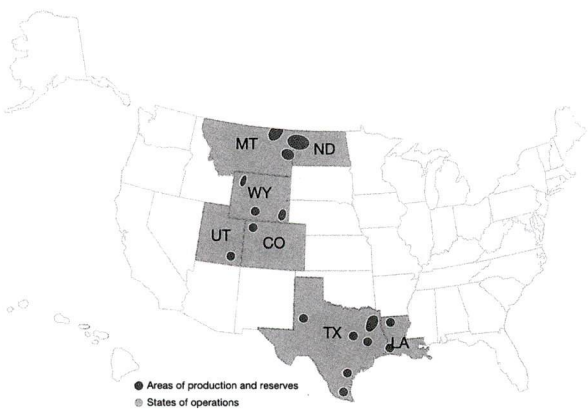 MT
ND
WY
UT
CO
TX
LA
Areas of production and reserves
States of operations